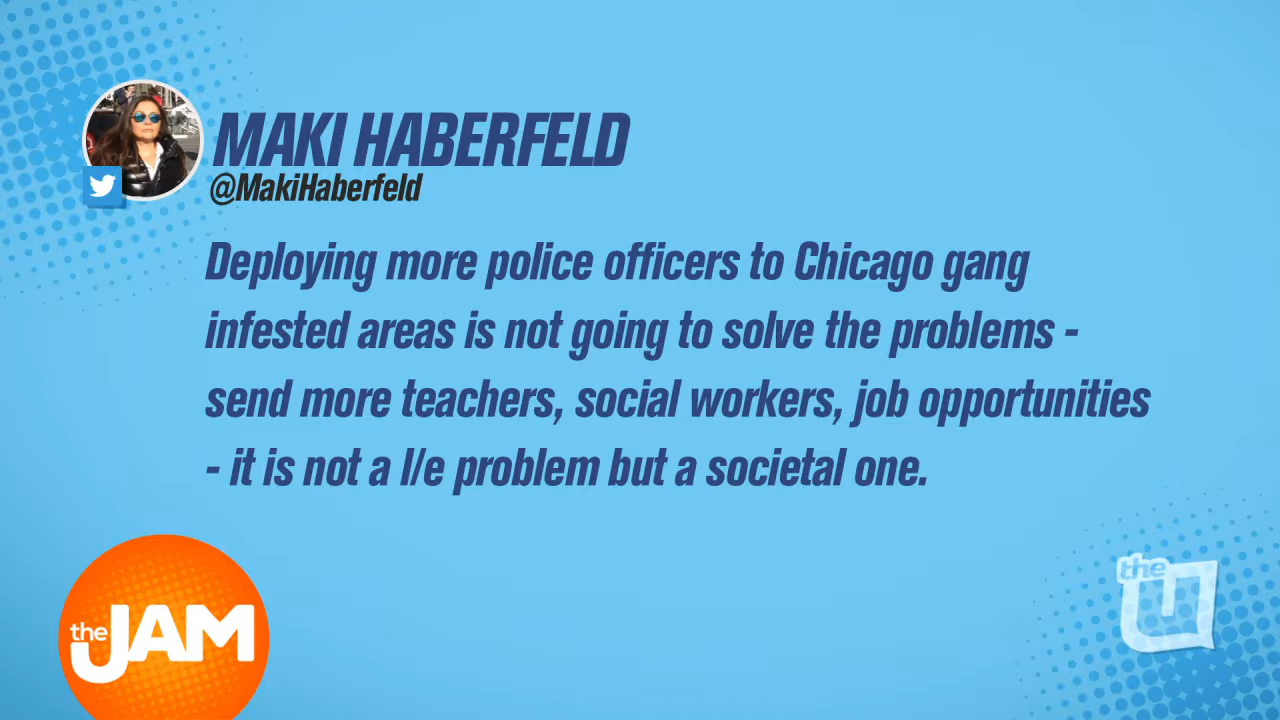 MAKI HABERFELD
@MakiHaberfeld
Deploying more police officers to Chicago gang
infested areas is not going to solve the problems -
send more teachers, social workers, job opportunities
- it is not a l/e problem but a societal one.
the JAM
the U